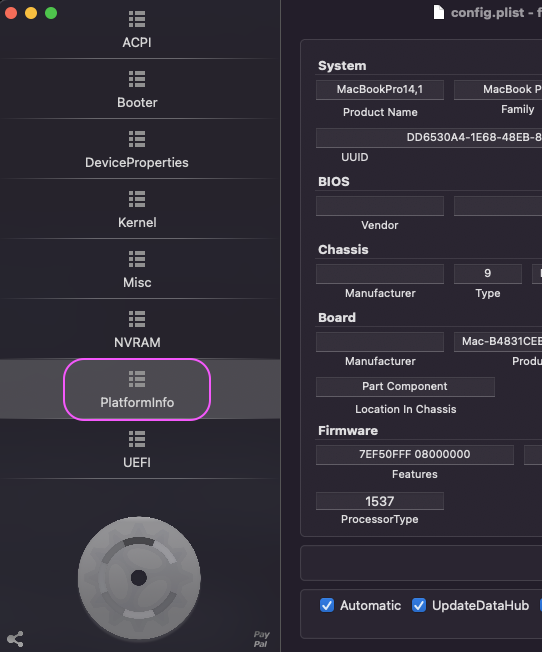 ACPI
Booter
DeviceProperties
Kernel
Misc
NVRAM
PlatformInfo
UEFI
Pay
Pal
config.plist - f
System
MacBookPro14,1
MacBook P
Product Name
Family
DD6530A4-1E68-48EB-8
UUID
BIOS
Vendor
Chassis
9
Manufacturer
Type
Board
Mac-B4831CEB
Manufacturer
Produ
Part Component
Location In Chassis
Firmware
7EF50FFF 08000000
Features
1537
ProcessorType
Automatic
UpdateDataHub